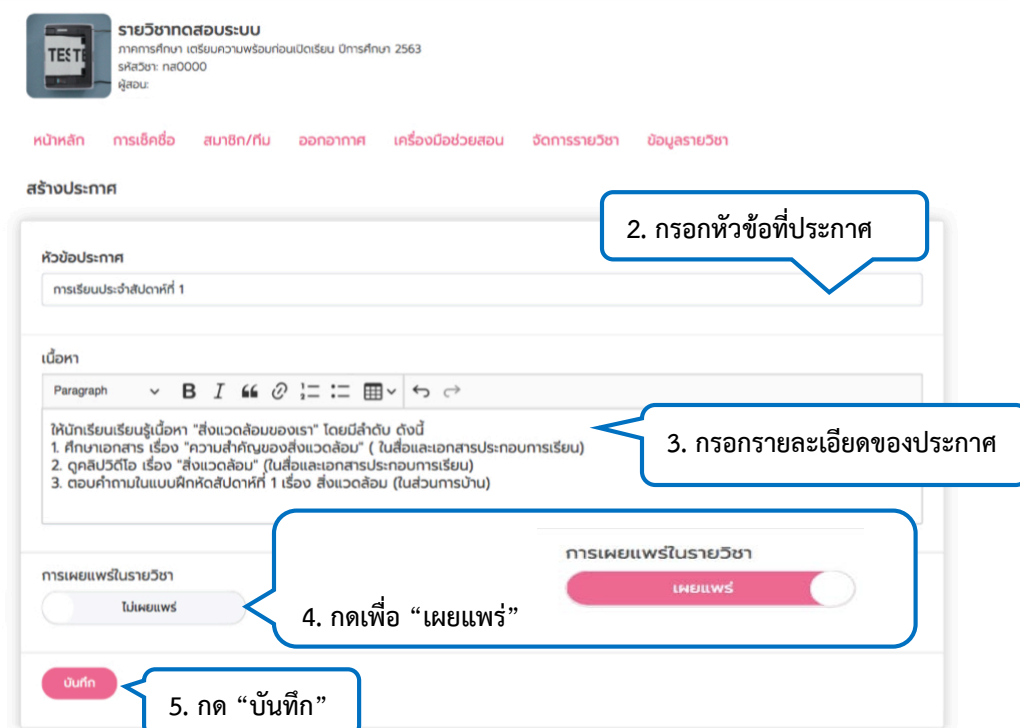 TESTE
รายวิชาทดสอบระบบ
ภาคการศึกษา เตรียมความพร้อมก่อนเปิดเรียน ปีการศึกษา 2563
รหัสวิชา: ทส0000
ผู้สอน:
หน้าหลัก การเช็คชื่อ สมาชิก/ทีม ออกอากาศ เครื่องมือช่วยสอน จัดการรายวิชา ข้อมูลรายวิชา
สร้างประกาศ
2. กรอกหัวข้อที่ประกาศ
หัวข้อประกาศ
การเรียนประจำสัปดาห์ที่ 1
เนื้อหา
Paragraph
ให้นักเรียนเรียนรู้เนื้อหา "สิ่งแวดล้อมของเรา" โดยมีลำดับ ดังนี้
1. ศึกษาเอกสาร เรื่อง "ความสำคัญของสิ่งแวดล้อม" ( ในสื่อและเอกสารประกอบการเรียน)
2. ดูคลิปวิดีโอ เรื่อง "สิ่งแวดล้อม" (ในสื่อและเอกสารประกอบการเรียน)
3. ตอบคำถามในแบบฝึกหัดสัปดาห์ที่ 1 เรื่อง สิ่งแวดล้อม (ในส่วนการบ้าน)
3. กรอกรายละเอียดของประกาศ
การเผยแพร่ในรายวิชา
ไม่เผยแพร่
4. กดเพื่อ “เผยแพร่”
การเผยแพร่ในรายวิชา
เผยแพร่
บันทึก
5. กด “บันทึก”